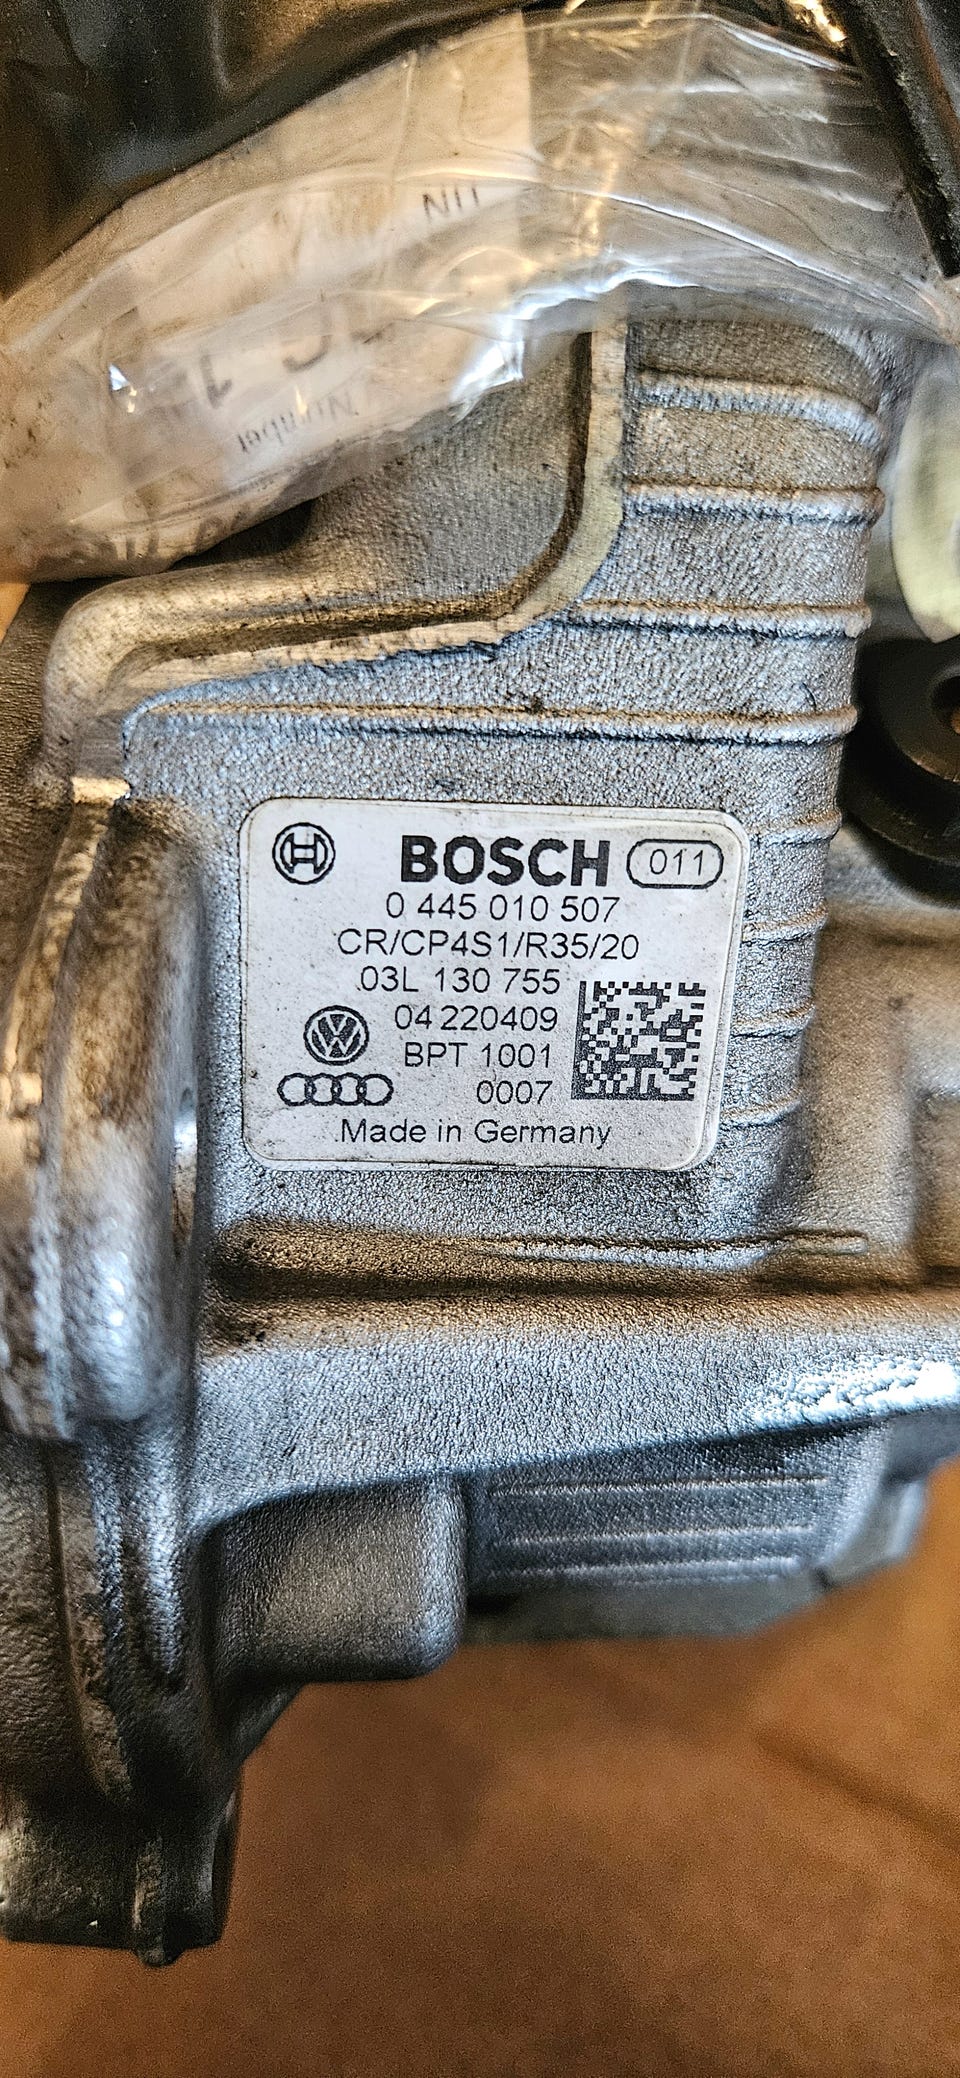 Number
BOSCH 011
0 445 010 507
CR/CP4S1/R35/20
03L 130 755
04 220409
BPT 1001
0007
Made in Germany